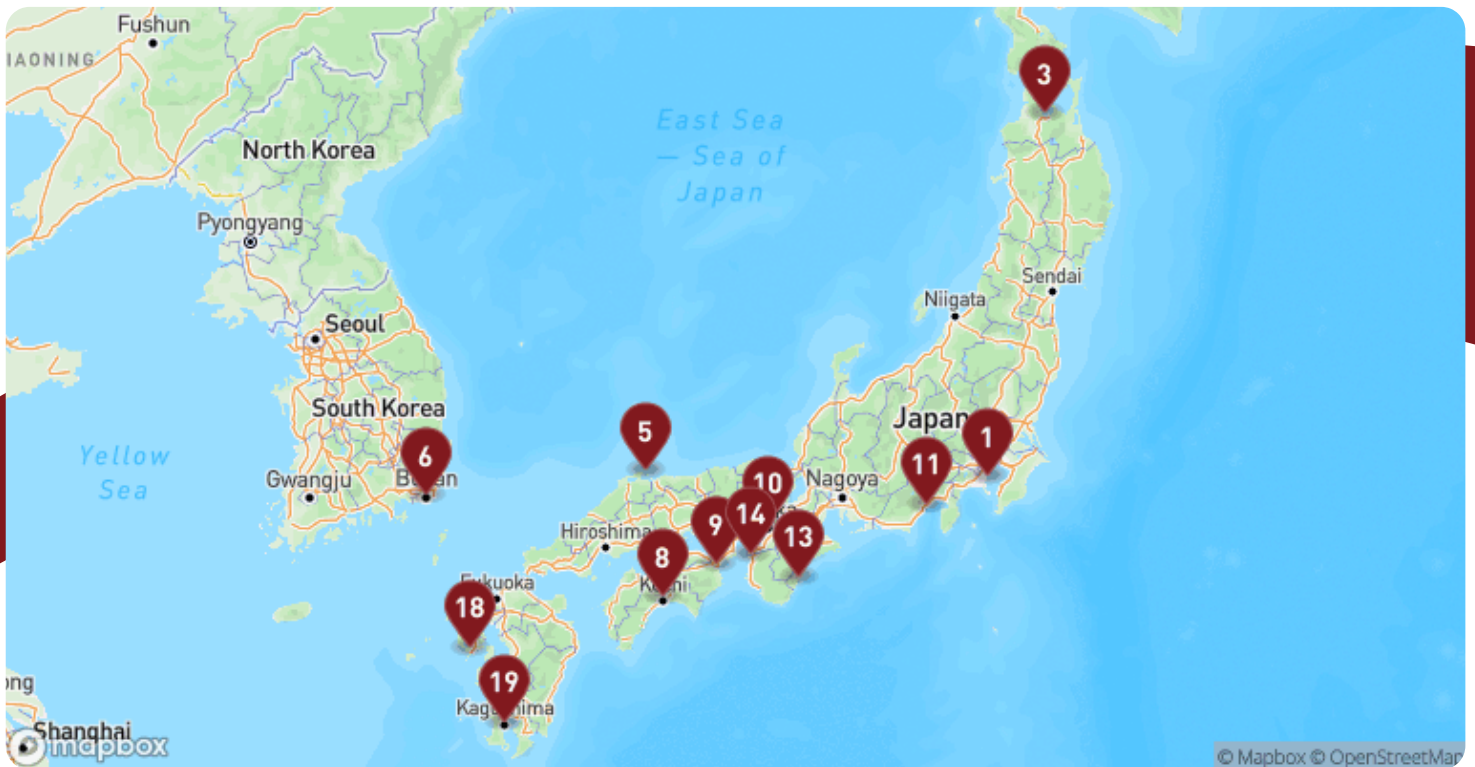 Fushun
IAONING
3
East Sea
— Sea of
Japan
North Korea
Pyongyang
Sendai
Niigata
Seoul
South Korea
Japan
5
1
6
Yellow
Sea
11
Gwangju
Nagoya
10
14
9
Hiroshima
13
8
Fukuoka
18
19
ong
Shanghai
mapbox
© Mapbox © OpenStreetMap